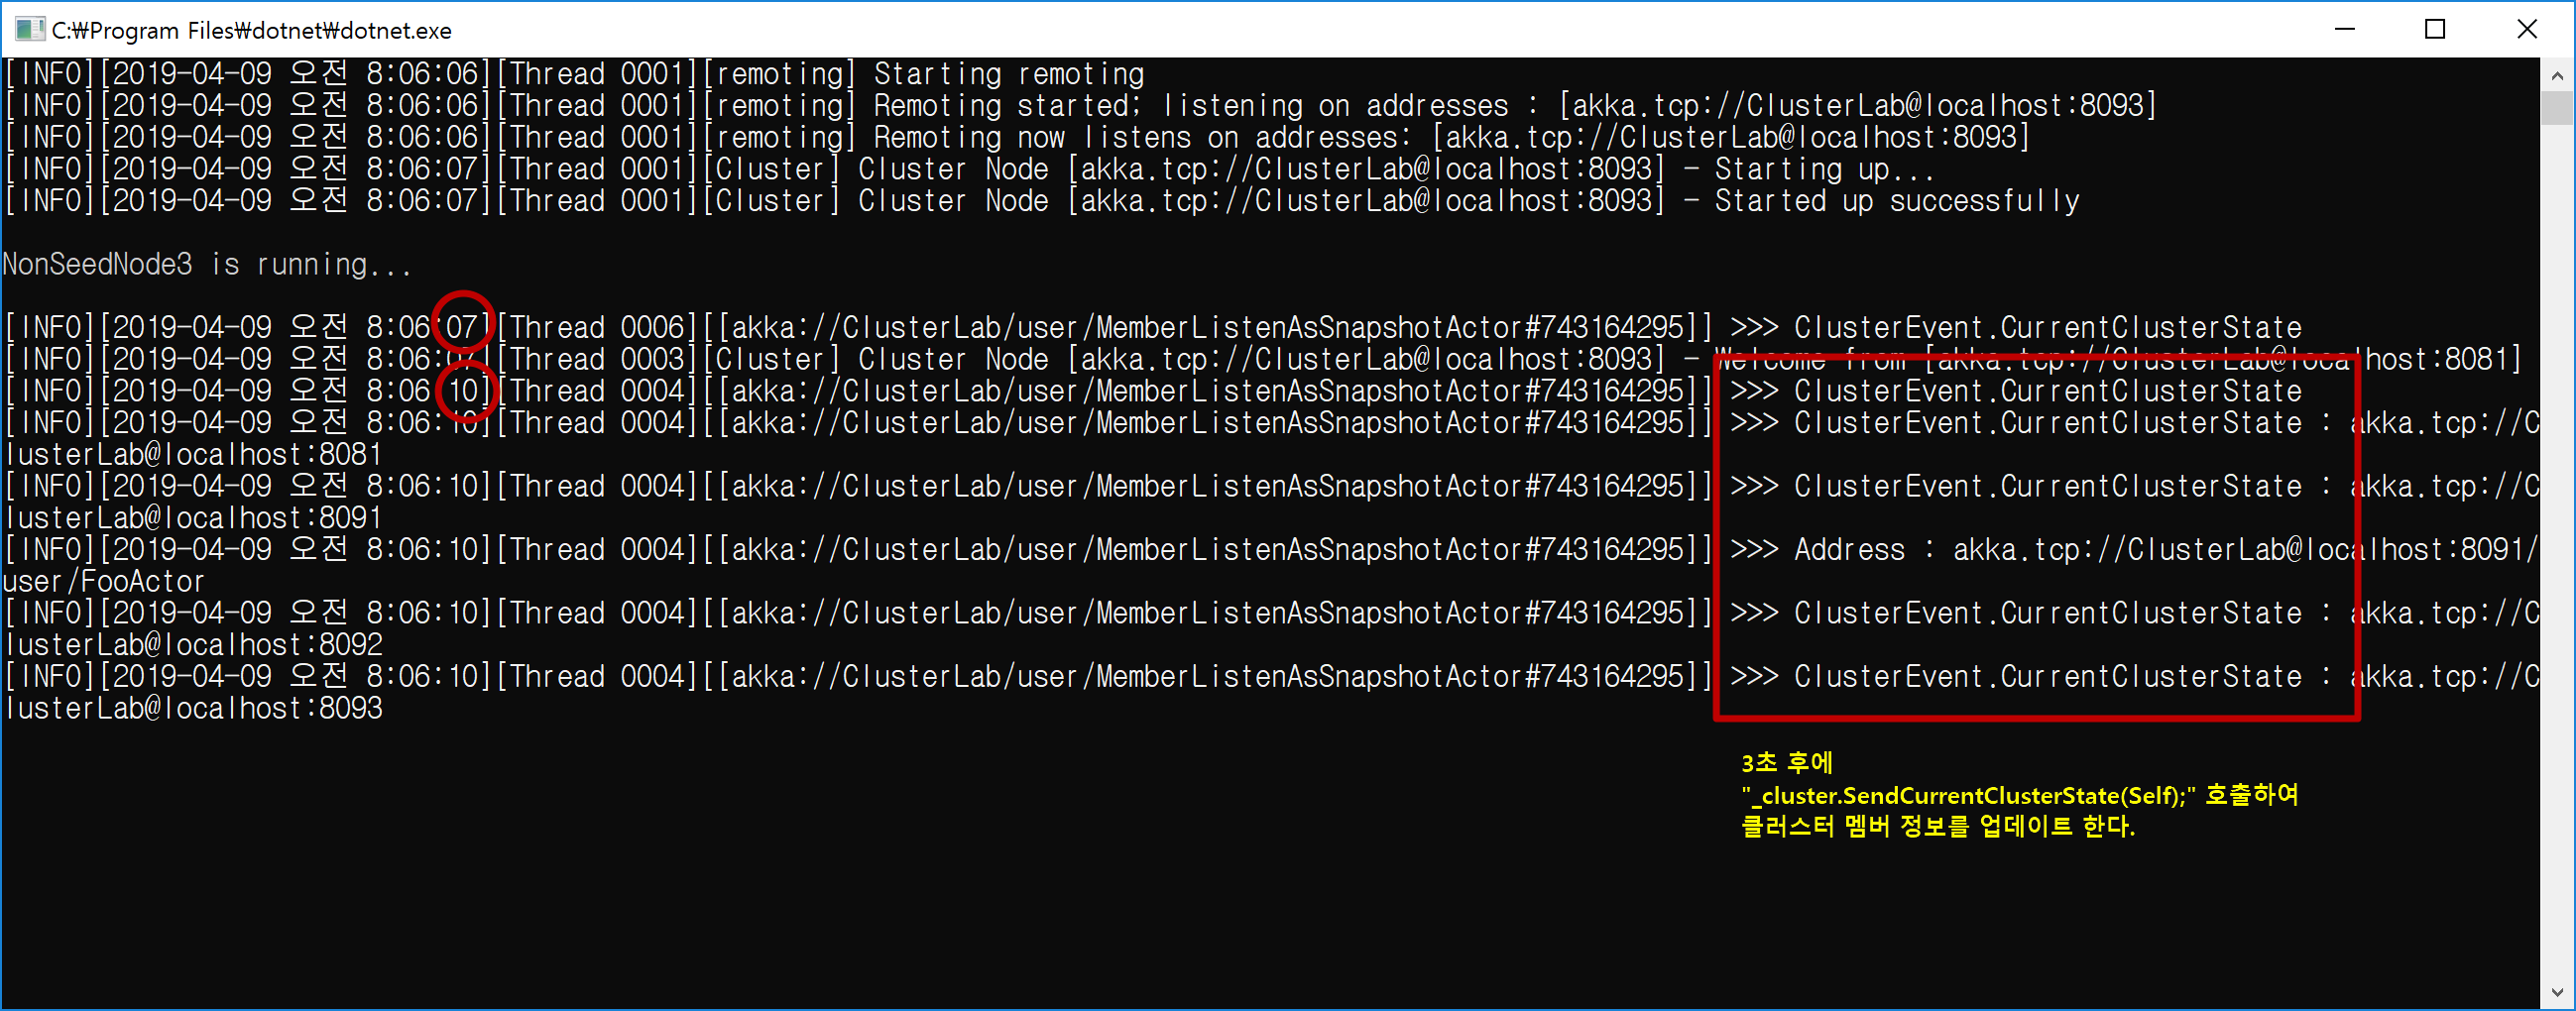 C:₩Program Files₩dotnet₩dotnet.exe
[INFO][2019-04-09 오전 8:06:06][Thread 0001][remoting] Starting remoting
[INFO][2019-04-09 오전 8:06:06][Thread 0001][remoting] Remoting started; listening on addresses : [akka.tcp://ClusterLab@localhost:8093]
[INFO][2019-04-09 오전 8:06:06][Thread 0001][remoting] Remoting now listens on addresses: [akka.tcp://ClusterLab@localhost:8093]
[INFO][2019-04-09 오전 8:06:07][Thread 0001][Cluster] Cluster Node [akka.tcp://ClusterLab@localhost:8093] - Starting up...
[INFO][2019-04-09 오전 8:06:07][Thread 0001][Cluster] Cluster Node [akka.tcp://ClusterLab@localhost:8093] - Started up successfully
NonSeedNode3 is running...
[INFO][2019-04-09 오전 8:06:07][Thread 0006][[akka://ClusterLab/user/MemberListenAsSnapshotActor#743164295]] >>> ClusterEvent.CurrentClusterState
[INFO][2019-04-09 오전 8:06:07][Thread 0003][Cluster] Cluster Node [akka.tcp://ClusterLab@localhost:8093] - Welcome from [akka.tcp://ClusterLab@localhost:8081]
[INFO][2019-04-09 오전 8:06:10][Thread 0004][[akka://ClusterLab/user/MemberListenAsSnapshotActor#743164295]] >>> ClusterEvent.CurrentClusterState
[INFO][2019-04-09 오전 8:06:10][Thread 0004][[akka://ClusterLab/user/MemberListenAsSnapshotActor#743164295]] >>> ClusterEvent.CurrentClusterState : akka.tcp://C
lusterLab@localhost:8081
[INFO][2019-04-09 오전 8:06:10][Thread 0004][[akka://ClusterLab/user/MemberListenAsSnapshotActor#743164295]] >>> ClusterEvent.CurrentClusterState : akka.tcp://C
lusterLab@localhost:8091
[INFO][2019-04-09 오전 8:06:10][Thread 0004][[akka://ClusterLab/user/MemberListenAsSnapshotActor#743164295]] >>> Address : akka.tcp://ClusterLab@localhost:8091/
user/FooActor
[INFO][2019-04-09 오전 8:06:10][Thread 0004][[akka://ClusterLab/user/MemberListenAsSnapshotActor#743164295]] >>> ClusterEvent.CurrentClusterState : akka.tcp://C
lusterLab@localhost:8092
[INFO][2019-04-09 오전 8:06:10][Thread 0004][[akka://ClusterLab/user/MemberListenAsSnapshotActor#743164295]] >>> ClusterEvent.CurrentClusterState : akka.tcp://C
lusterLab@localhost:8093
3초 후에
"_cluster.SendCurrentClusterState(Self);" 호출하여
클러스터 멤버 정보를 업데이트 한다.